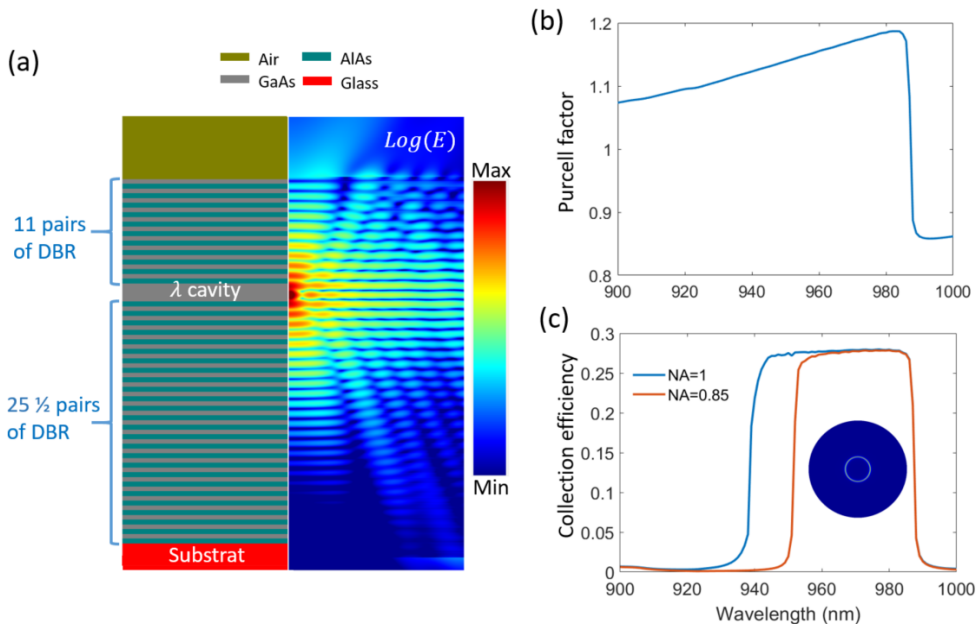 (a)
Air
AlAs
GaAs
Glass
Log(E)
11 pairs
of DBR
λ cavity
25 ½ pairs
of DBR
Substrat
Max
Min
(b)
Purcell factor
1.2
1.1
1
0.9
0.8
900
920
940
960
980
1000
(c)
Collection efficiency
0.3
0.25
0.2
0.15
0.1
0.05
0
NA=1
NA=0.85
900
920
940
960
980
1000
Wavelength (nm)